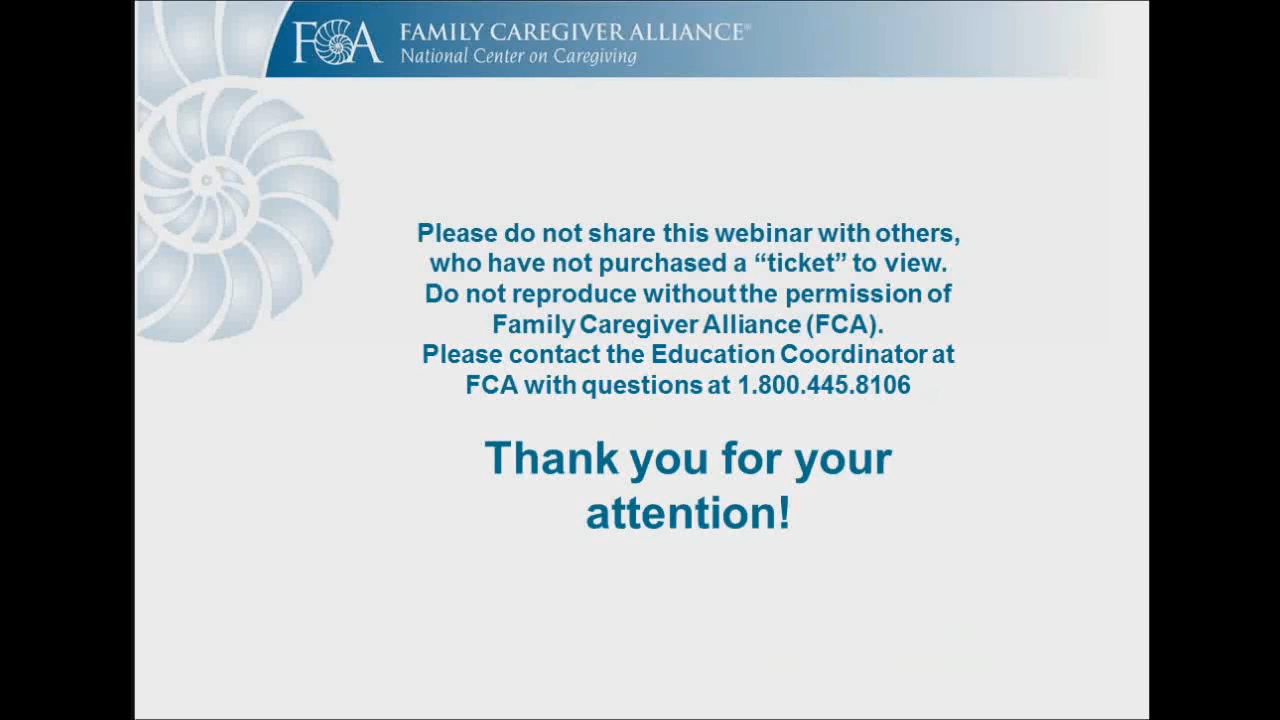 FCA FAMILY CAREGIVER ALLIANCE®
National Center on Caregiving
Please do not share this webinar with others,
who have not purchased a “ticket” to view.
Do not reproduce without the permission of
Family Caregiver Alliance (FCA).
Please contact the Education Coordinator at
FCA with questions at 1.800.445.8106
Thank you for your
attention!